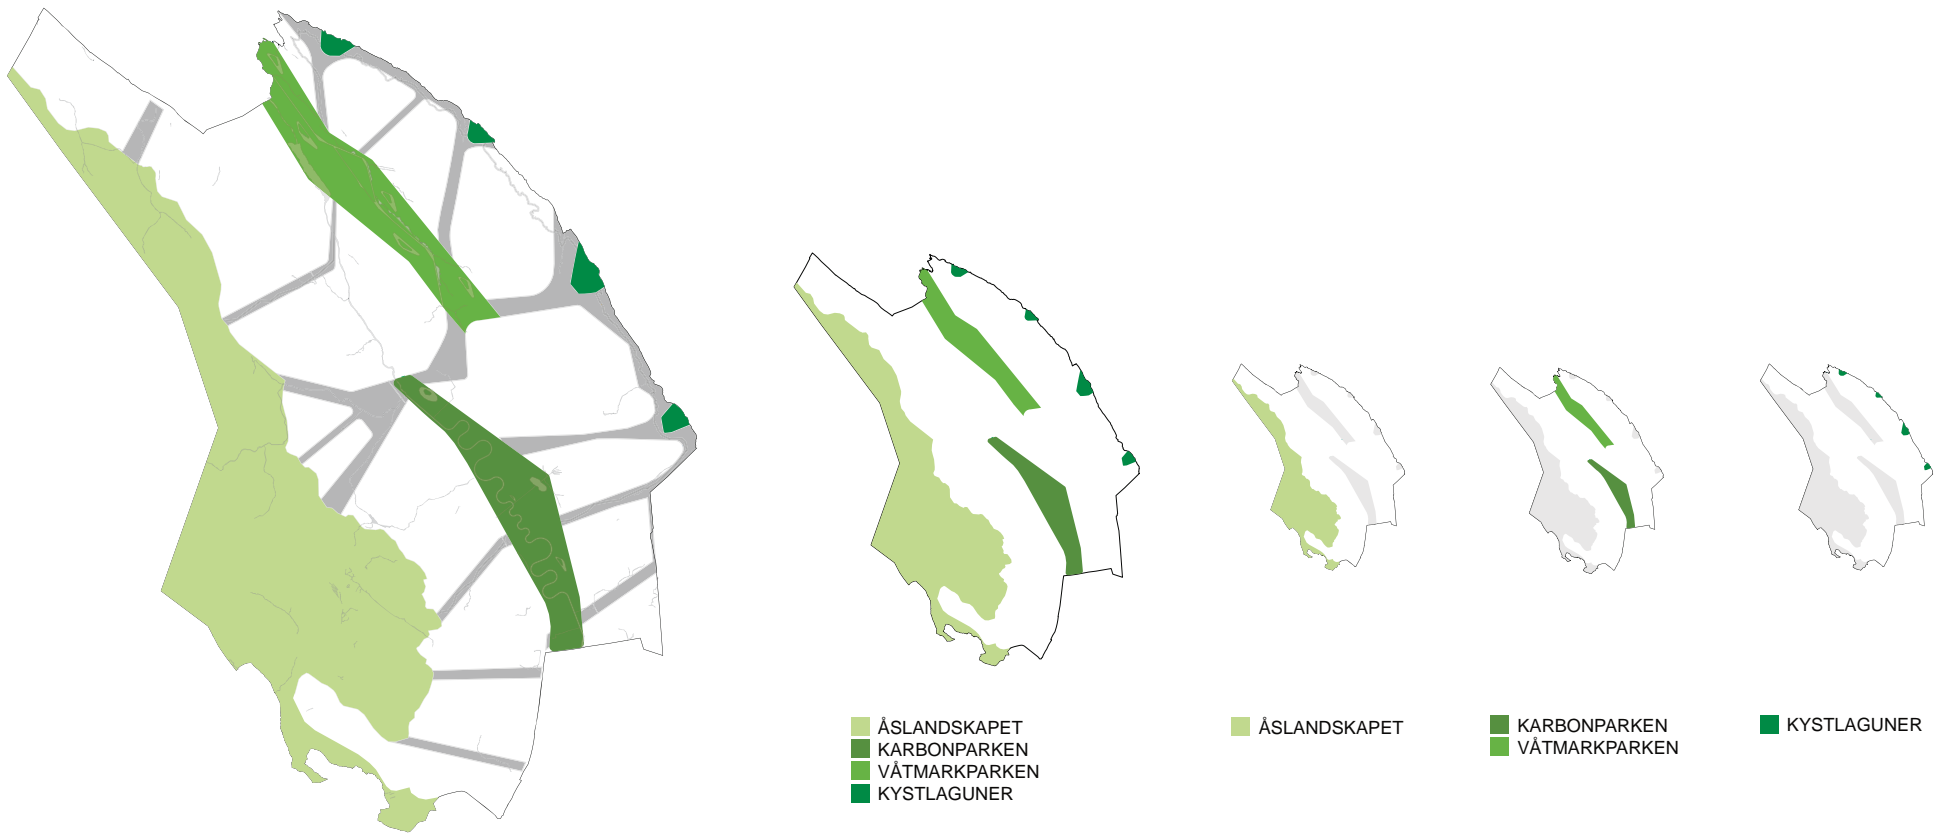 ÅSLANDSKAPET
KARBONPARKEN
VÅTMARKPARKEN
KYSTLAGUNER
ÅSLANDSKAPET
KARBONPARKEN
VÅTMARKPARKEN
KYSTLAGUNER